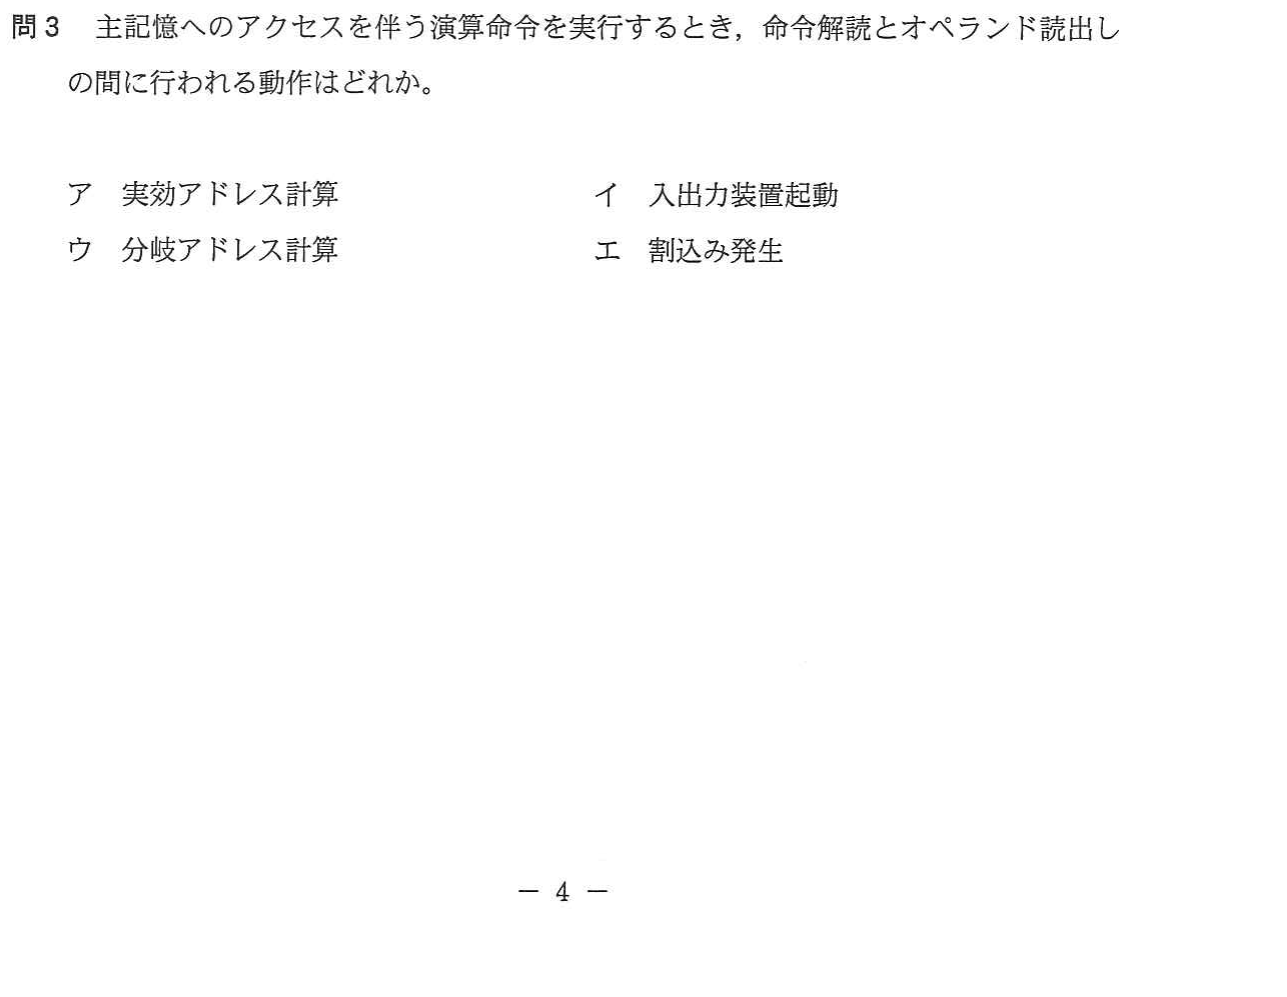 問3 主記憶へのアクセスを伴う演算命令を実行するとき，命令解読とオペランド読出し
の間に行われる動作はどれか。
ア 実効アドレス計算 イ 入出力装置起動
ウ 分岐アドレス計算 エ 割込み発生
－ 4 －